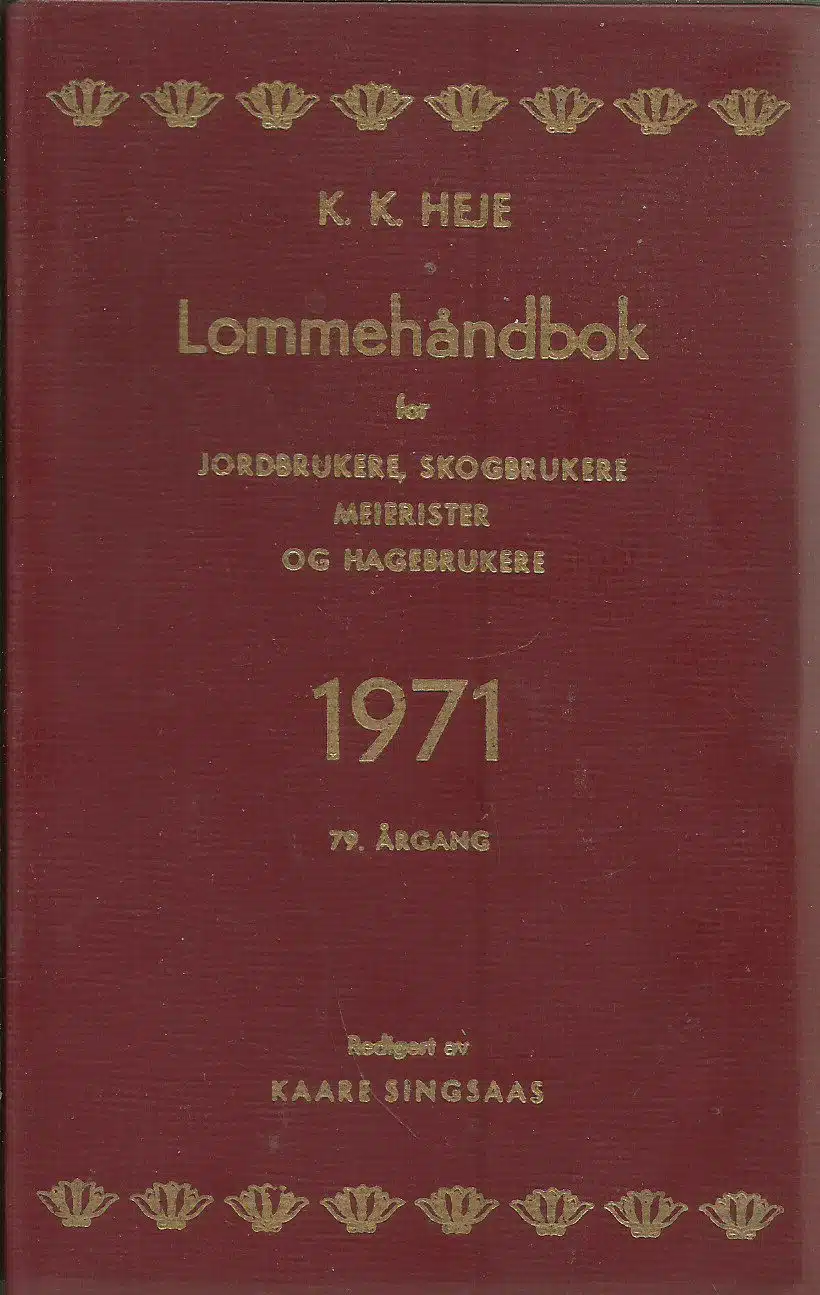 K. K. HEJE
Lommehåndbok
for
JORDBRUKERE, SKOGBRUKERE
MEIERISTER
OG HAGEBRUKERE
1971
79. ÅRGANG
Redigert av
KAARE SINGSAAS